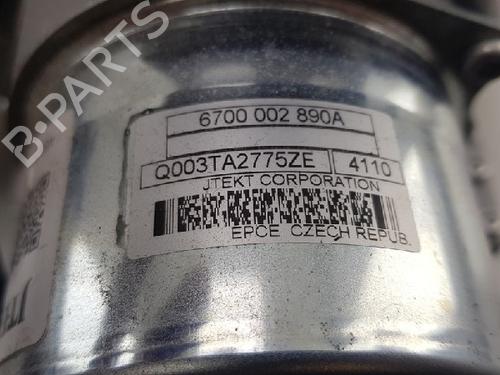 B-PARTS
6700 002 890A
Q003TA2775ZE 4110
JTEKT CORPORATION
EPCE CZECH REPUB.